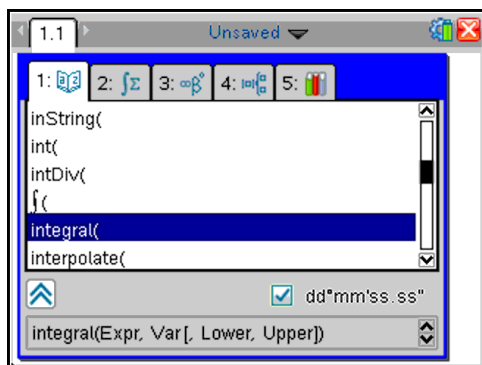 1.1 Unsaved
1: 2: ∫Σ 3: ∞β° 4: 5:
inString(
int(
intDiv(
∫(
integral(
interpolate(
dd°mm'ss.ss"
integral(Expr, Var[, Lower, Upper])